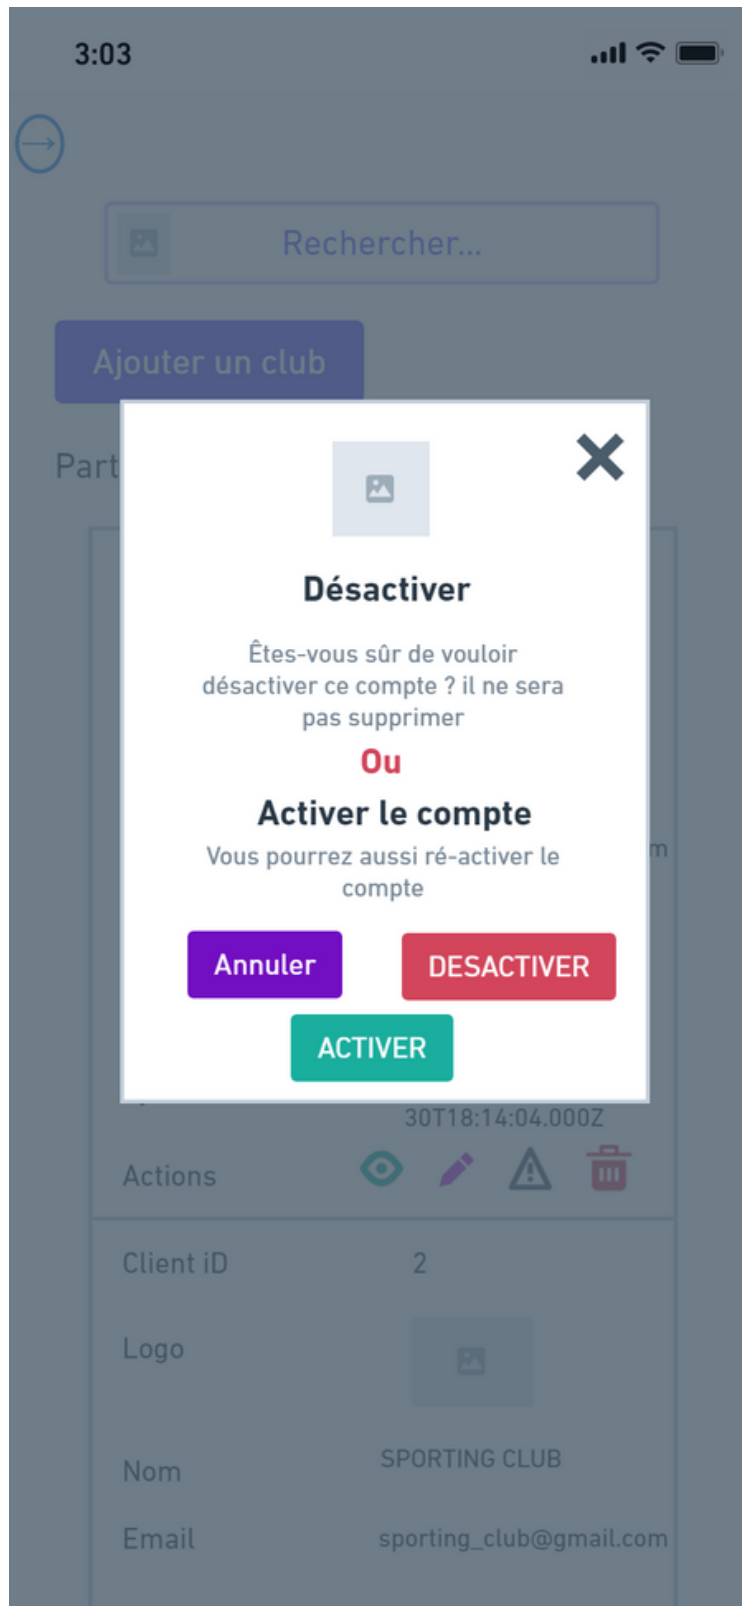 3:03
Rechercher...
Ajouter un club
Part
Désactiver
Êtes-vous sûr de vouloir
désactiver ce compte ? il ne sera
pas supprimer
Ou
Activer le compte
Vous pourrez aussi ré-activer le
compte
m
Annuler
DESACTIVER
ACTIVER
30T18:14:04.000Z
Actions
Client iD 2
Logo
Nom SPORTING CLUB
Email sporting_club@gmail.com